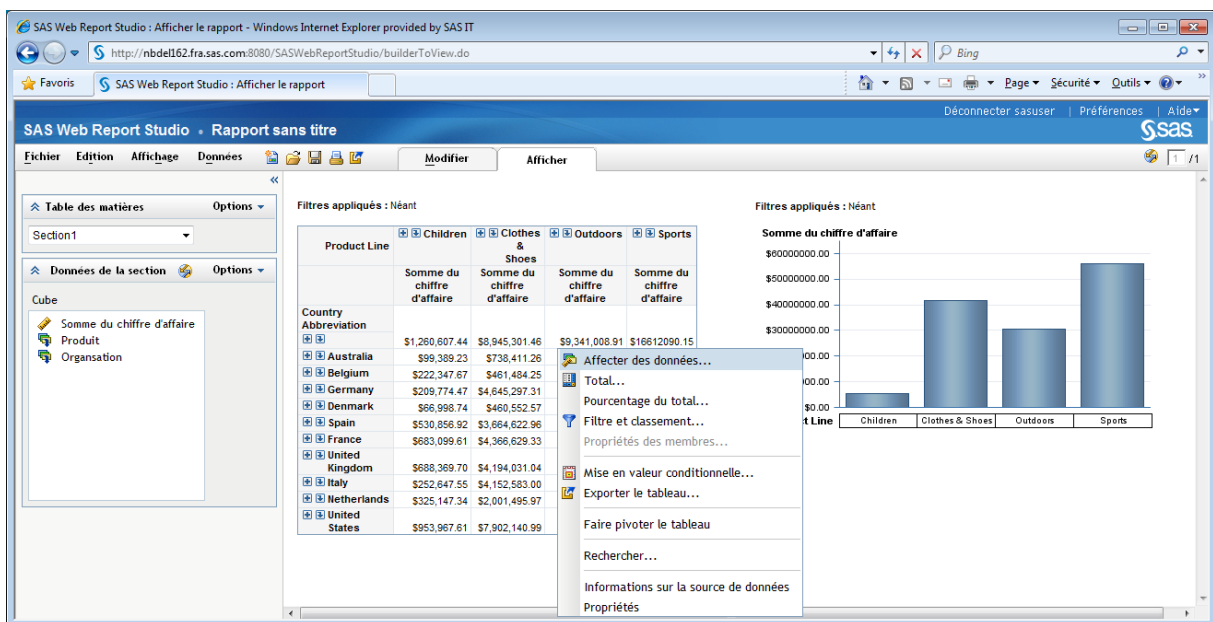 SAS Web Report Studio : Afficher le rapport - Windows Internet Explorer provided by SAS IT
http://nbdel162.fra.sas.com:8080/SASWebReportStudio/builderToView.do
Bing
Favoris
SAS Web Report Studio : Afficher le rapport
Page Sécurité Outils
Déconnecter sasuser | Préférences | Aide
SAS Web Report Studio • Rapport sans titre
sas
Fichier Edition Affichage Données
Modifier
Afficher
1 /1
«
Table des matières Options
Section1
Données de la section Options
Cube
Somme du chiffre d'affaire
Produit
Organsation
Filtres appliqués : Néant
Product Line Children Clothes & Shoes Outdoors Sports
Somme du chiffre d'affaire Somme du chiffre d'affaire Somme du chiffre d'affaire Somme du chiffre d'affaire
Country Abbreviation
$1,260,607.44 $8,945,301.46 $9,341,008.91 $16612090.15
Australia $99,389.23 $738,411.26
Belgium $222,347.67 $461,484.25
Germany $209,774.47 $4,645,297.31
Denmark $66,998.74 $460,552.57
Spain $530,856.92 $3,664,622.96
France $683,099.61 $4,366,629.33
United Kingdom $688,369.70 $4,194,031.04
Italy $252,647.55 $4,152,583.00
Netherlands $325,147.34 $2,001,495.97
United States $953,967.61 $7,902,140.99
Affecter des données...
Total...
Pourcentage du total...
Filtre et classement...
Propriétés des membres...
Mise en valeur conditionnelle...
Exporter le tableau...
Faire pivoter le tableau
Rechercher...
Informations sur la source de données
Propriétés
Filtres appliqués : Néant
Somme du chiffre d'affaire
$60000000.00
$50000000.00
$40000000.00
$30000000.00
00.00
00.00
$0.00
t Line Children Clothes & Shoes Outdoors Sports